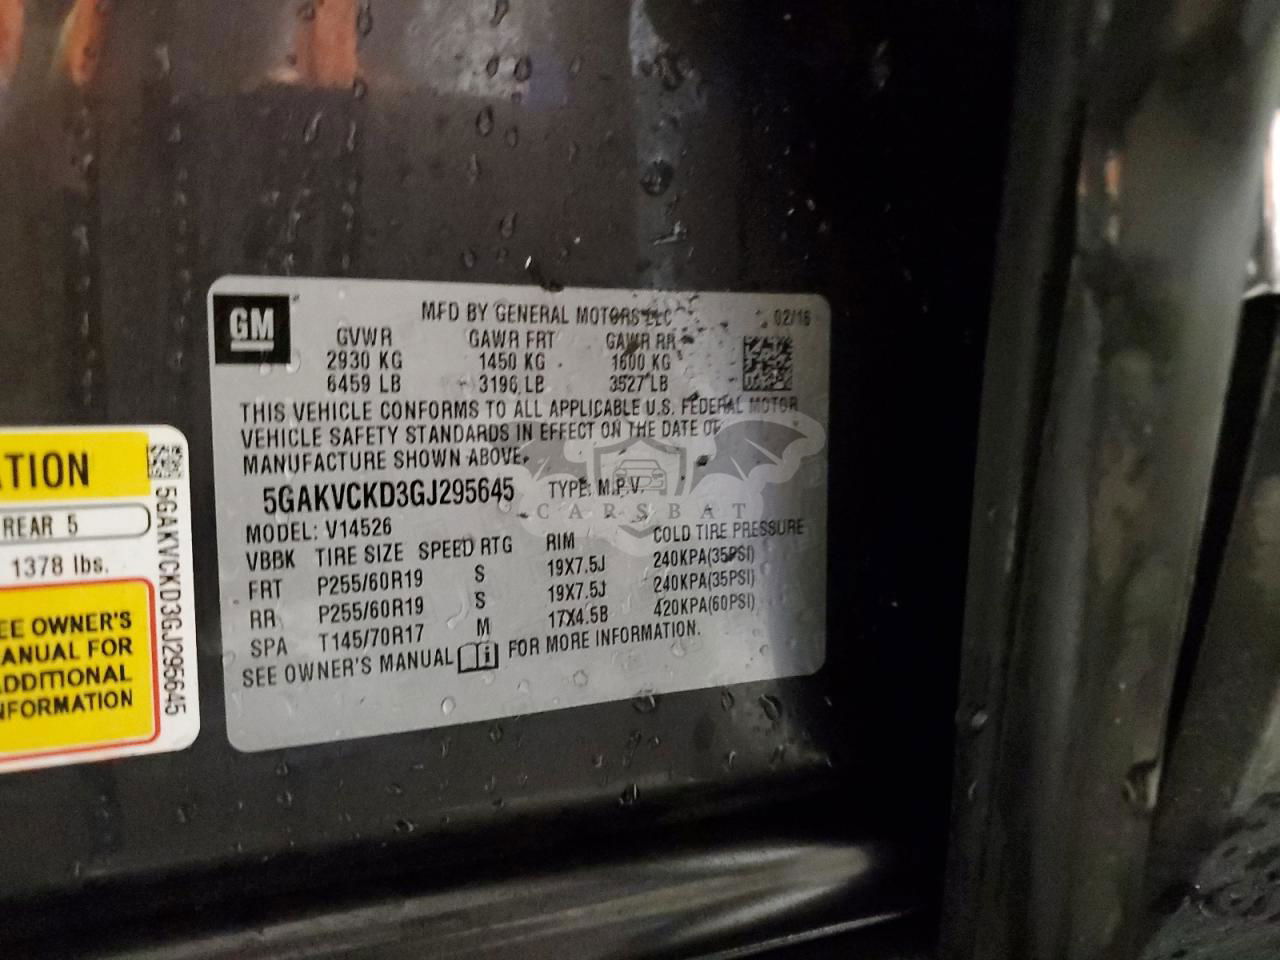 GM
MFD BY GENERAL MOTORS LLC 02/16
GVWR GAWR FRT GAWR RR
2930 KG 1450 KG 1600 KG
6459 LB 3196 LB 3527 LB
THIS VEHICLE CONFORMS TO ALL APPLICABLE U.S. FEDERAL MOTOR
VEHICLE SAFETY STANDARDS IN EFFECT ON THE DATE OF
MANUFACTURE SHOWN ABOVE.
5GAKVCKD3GJ295645 TYPE: M.P.V.
CARSBAT
MODEL: V14526
VBBK TIRE SIZE SPEED RTG RIM COLD TIRE PRESSURE
FRT P255/60R19 S 19X7.5J 240KPA(35PSI)
RR P255/60R19 S 19X7.5J 240KPA(35PSI)
SPA T145/70R17 M 17X4.5B 420KPA(60PSI)
SEE OWNER'S MANUAL FOR MORE INFORMATION.
TION
REAR 5
1378 lbs.
EE OWNER'S
ANUAL FOR
DDITIONAL
FORMATION
5GAKVCKD3GJ295645